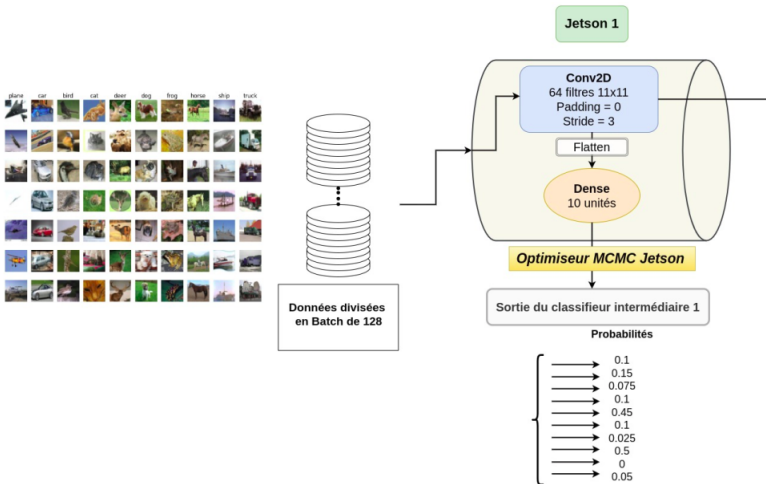 Jetson 1
plane car bird cat deer dog frog horse ship truck
Conv2D
64 filtres 11x11
Padding = 0
Stride = 3
Flatten
Dense
10 unités
Optimiseur MCMC Jetson
Données divisées
en Batch de 128
Sortie du classifieur intermédiaire 1
Probabilités
0.1
0.15
0.075
0.1
0.45
0.1
0.025
0.5
0
0.05